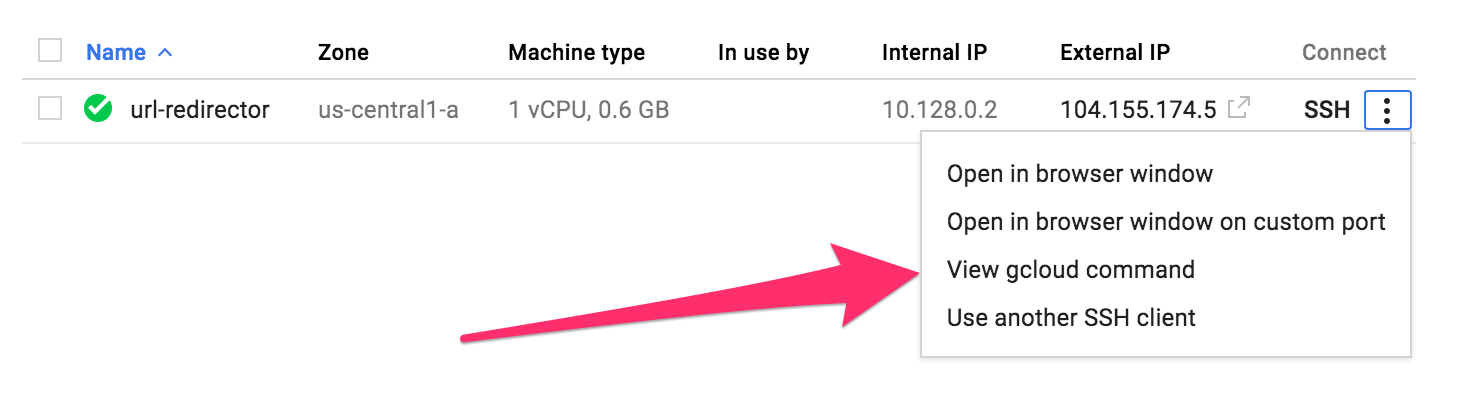 Name Zone Machine type In use by Internal IP External IP Connect
url-redirector us-central1-a 1 vCPU, 0.6 GB 10.128.0.2 104.155.174.5 SSH
Open in browser window
Open in browser window on custom port
View gcloud command
Use another SSH client